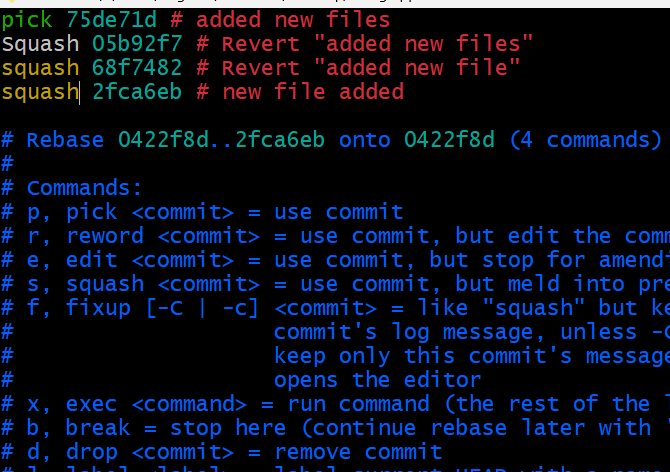 pick 75de71d # added new files
Squash 05b92f7 # Revert "added new files"
squash 68f7482 # Revert "added new file"
squash 2fca6eb # new file added
# Rebase 0422f8d..2fca6eb onto 0422f8d (4 commands)
#
# Commands:
# p, pick <commit> = use commit
# r, reword <commit> = use commit, but edit the com
# e, edit <commit> = use commit, but stop for amend
# s, squash <commit> = use commit, but meld into pre
# f, fixup [-C | -c] <commit> = like "squash" but ke
# commit's log message, unless -C
# keep only this commit's message
# opens the editor
# x, exec <command> = run command (the rest of the l
# b, break = stop here (continue rebase later with '
# d, drop <commit> = remove commit